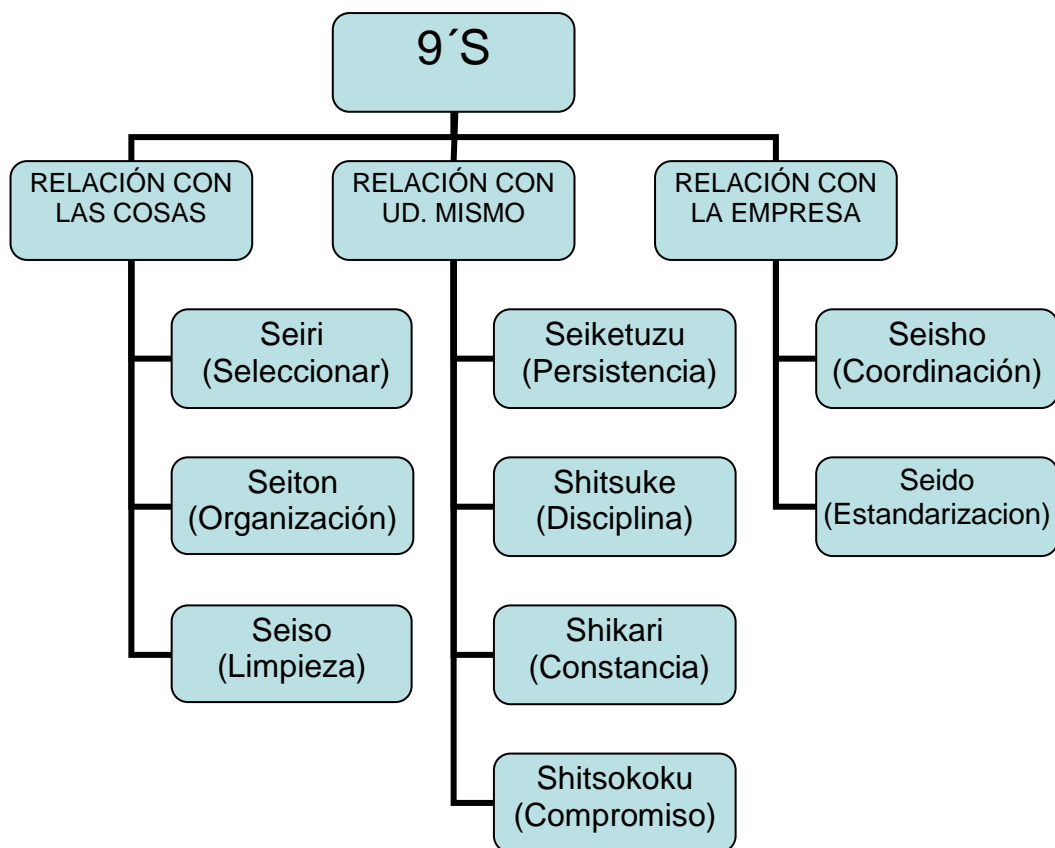 9´S
RELACIÓN CON
LAS COSAS
RELACIÓN CON
UD. MISMO
RELACIÓN CON
LA EMPRESA
Seiri
(Seleccionar)
Seiton
(Organización)
Seiso
(Limpieza)
Seiketuzu
(Persistencia)
Shitsuke
(Disciplina)
Shikari
(Constancia)
Shitsokoku
(Compromiso)
Seisho
(Coordinación)
Seido
(Estandarizacion)